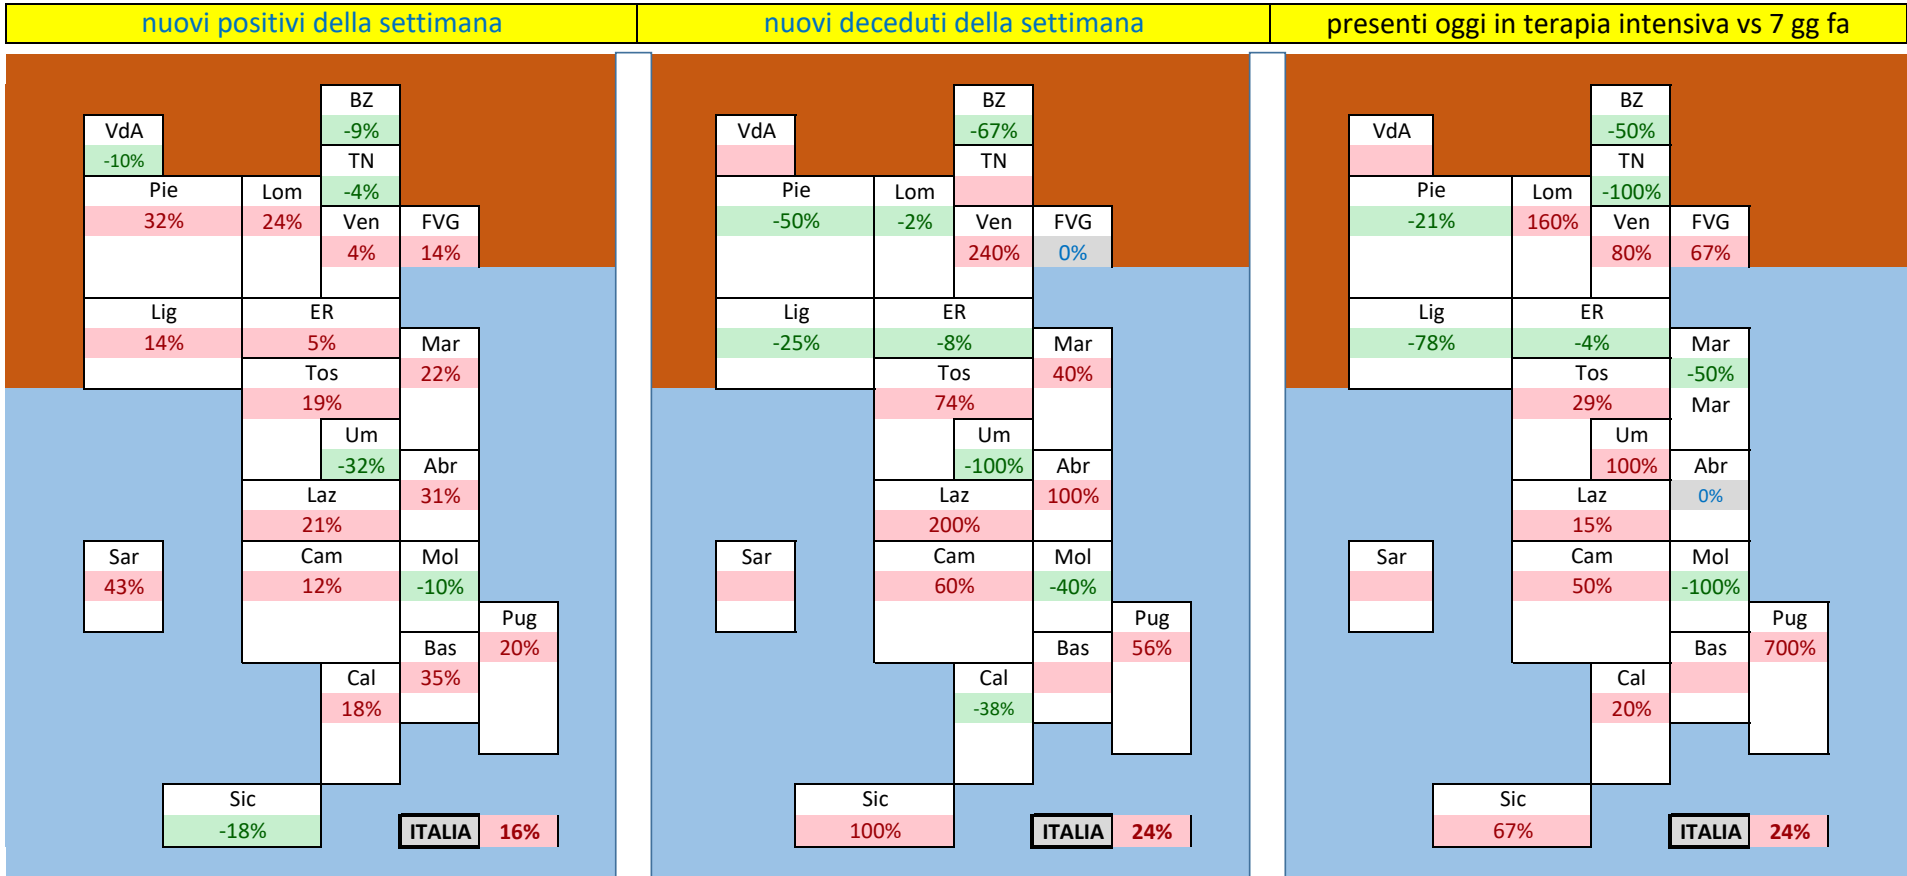 nuovi positivi della settimana
nuovi deceduti della settimana
presenti oggi in terapia intensiva vs 7 gg fa
BZ
-9%
VdA
-10%
TN
-4%
Pie
32%
Lom
24%
Ven
4%
FVG
14%
Lig
14%
ER
5%
Mar
22%
Tos
19%
Um
-32%
Abr
31%
Laz
21%
Sar
43%
Cam
12%
Mol
-10%
Pug
20%
Bas
35%
Cal
18%
Sic
-18%
ITALIA 16%
BZ
-67%
VdA
TN
Pie
-50%
Lom
-2%
Ven
240%
FVG
0%
Lig
-25%
ER
-8%
Mar
40%
Tos
74%
Um
-100%
Abr
100%
Laz
200%
Sar
Cam
60%
Mol
-40%
Pug
56%
Bas
Cal
-38%
Sic
100%
ITALIA 24%
BZ
-50%
VdA
TN
-100%
Pie
-21%
Lom
160%
Ven
80%
FVG
67%
Lig
-78%
ER
-4%
Mar
-50%
Mar
Tos
29%
Um
100%
Abr
0%
Laz
15%
Sar
Cam
50%
Mol
-100%
Pug
700%
Bas
Cal
20%
Sic
67%
ITALIA 24%